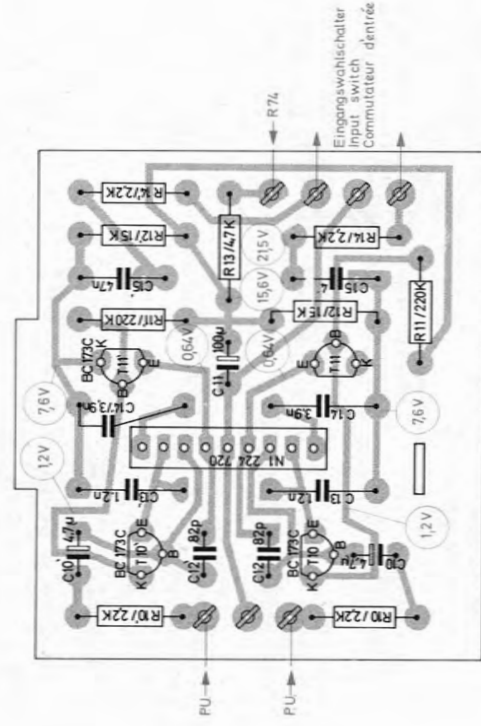 Eingangswahlschalter
Input switch
Commutateur d'entrée
R74
R14'/2,2K
R12'/15K
R13/47K
21,5V
R14/2,2K
C15'
47n
15,6V
C15
R11'/220K
R12/15K
R11/220K
0,64V
C11
100µ
0,64V
7,6V
BC173C
K
T11'
B
E
E
T11
B
K
C14'/3,9n
C14
3,9n
7,6V
N1 224 720
1,2V
C13'
1,2n
C13
1,2n
1,2V
C10'
4,7µ
BC173C
K
T10'
E
B
C12'
82p
C12
82p
BC173C
K
T10
E
B
4,7µ
C10
R10'/2,2K
R10/2,2K
PU
PU